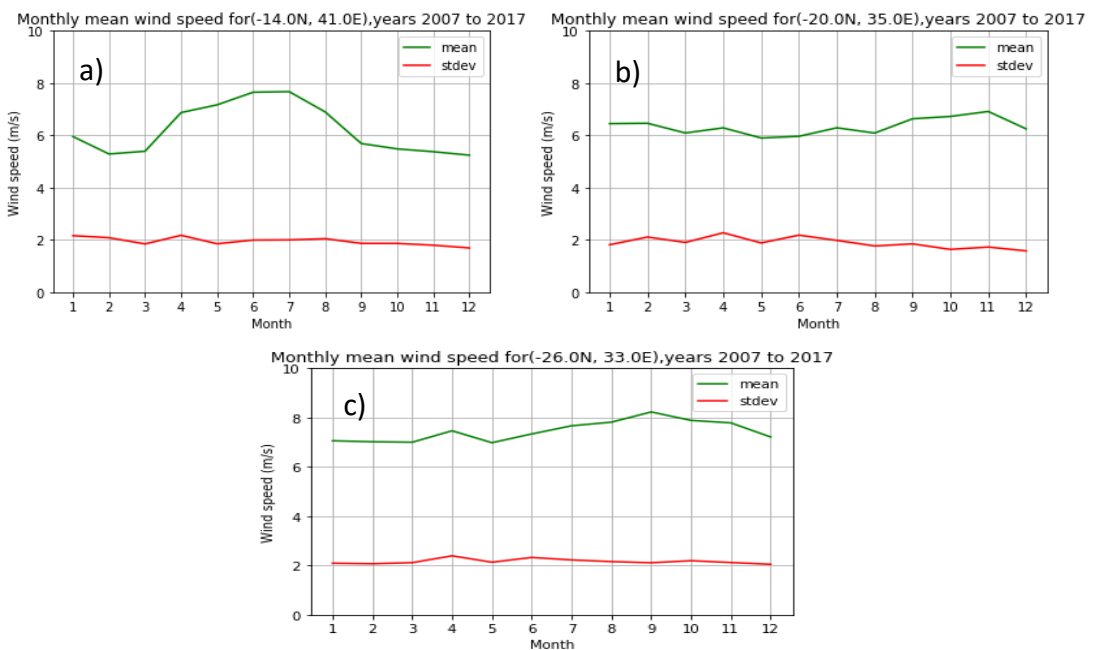 Monthly mean wind speed for(-14.0N, 41.0E),years 2007 to 2017
a)
mean
stdev
Wind speed (m/s)
10
8
6
4
2
0
1 2 3 4 5 6 7 8 9 10 11 12
Month
Monthly mean wind speed for(-20.0N, 35.0E),years 2007 to 2017
b)
mean
stdev
Wind speed (m/s)
10
8
6
4
2
0
1 2 3 4 5 6 7 8 9 10 11 12
Month
Monthly mean wind speed for(-26.0N, 33.0E),years 2007 to 2017
c)
mean
stdev
Wind speed (m/s)
10
8
6
4
2
0
1 2 3 4 5 6 7 8 9 10 11 12
Month